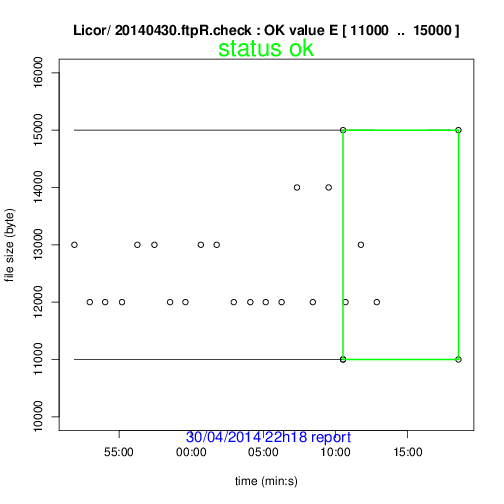 Licor/ 20140430.ftpR.check : OK value E [ 11000 .. 15000 ]
status ok
file size (byte)
16000
15000
14000
13000
12000
11000
10000
30/04/2014 22h18 report
55:00 00:00 05:00 10:00 15:00
time (min:s)